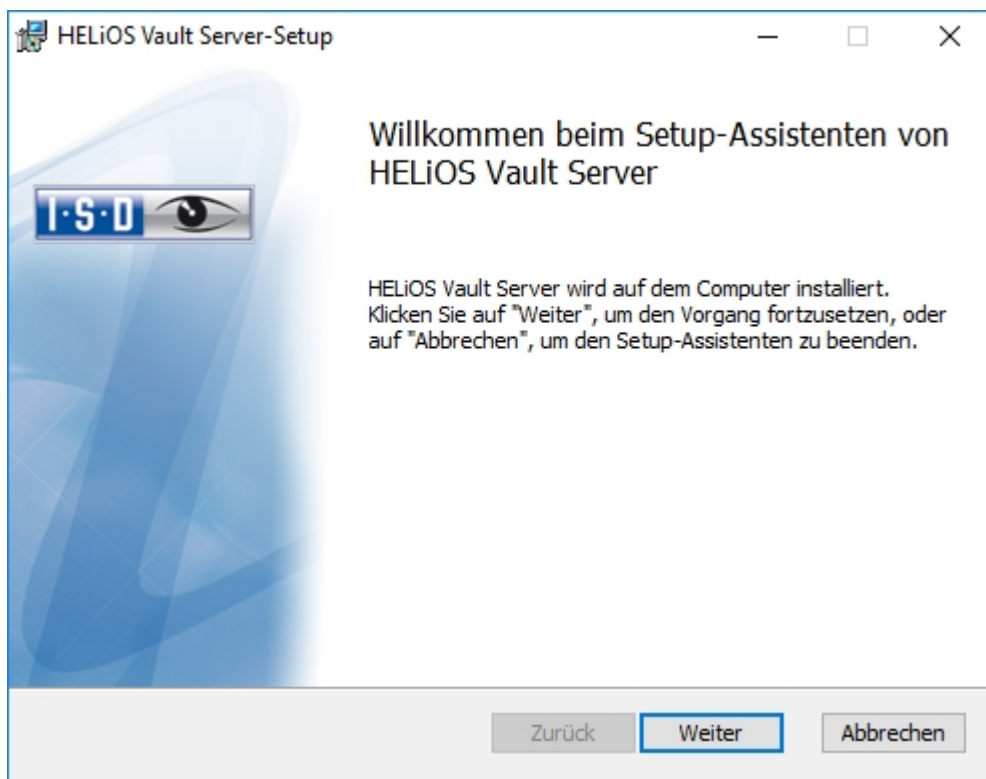 HELiOS Vault Server-Setup
Willkommen beim Setup-Assistenten von
HELiOS Vault Server
I·S·D
HELiOS Vault Server wird auf dem Computer installiert.
Klicken Sie auf "Weiter", um den Vorgang fortzusetzen, oder
auf "Abbrechen", um den Setup-Assistenten zu beenden.
Zurück
Weiter
Abbrechen